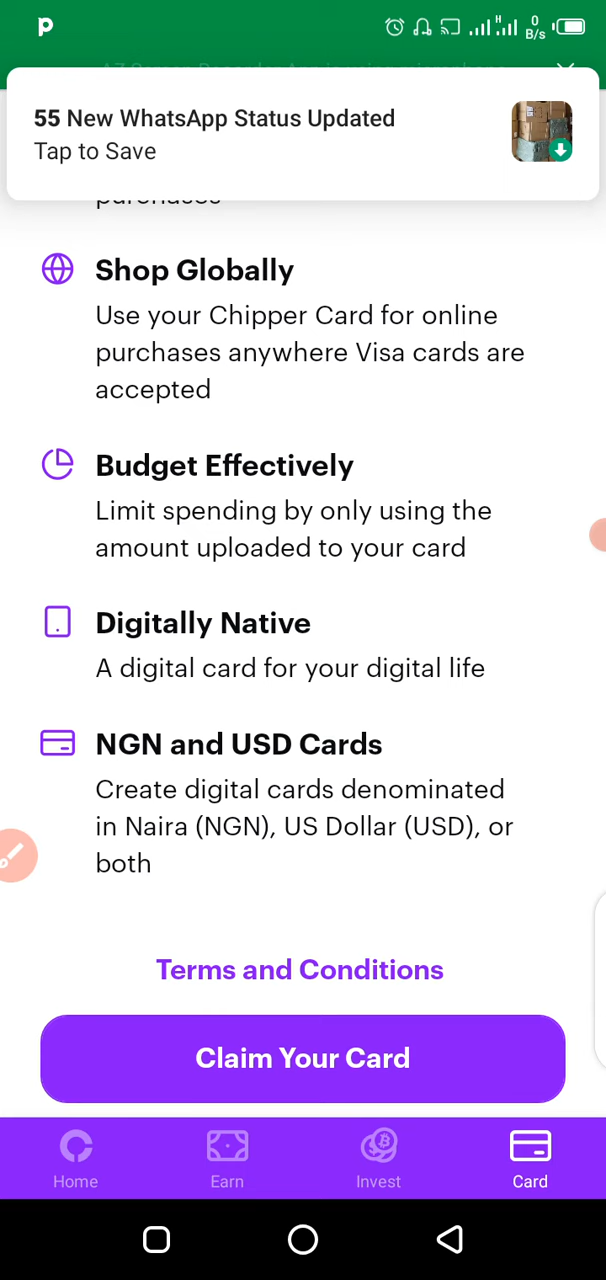 0
H
B/s
55 New WhatsApp Status Updated
Tap to Save
purchases
Shop Globally
Use your Chipper Card for online
purchases anywhere Visa cards are
accepted
Budget Effectively
Limit spending by only using the
amount uploaded to your card
Digitally Native
A digital card for your digital life
NGN and USD Cards
Create digital cards denominated
in Naira (NGN), US Dollar (USD), or
both
Terms and Conditions
Claim Your Card
Home
Earn
Invest
Card